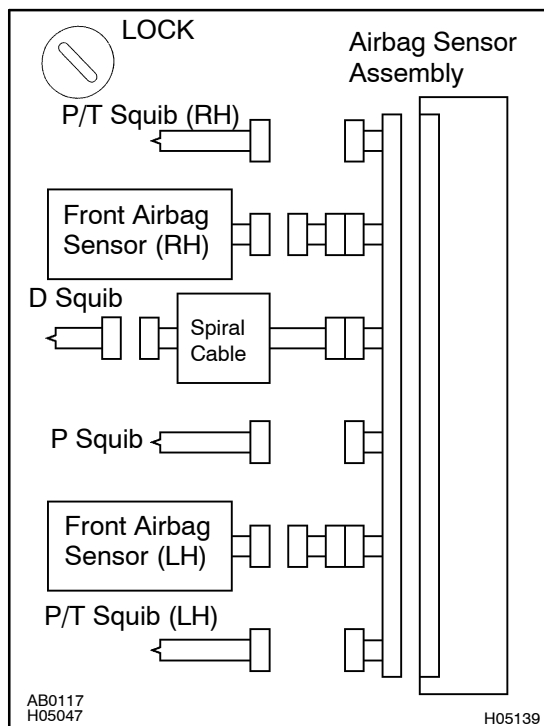 LOCK
Airbag Sensor
Assembly
P/T Squib (RH)
Front Airbag
Sensor (RH)
D Squib
Spiral
Cable
P Squib
Front Airbag
Sensor (LH)
P/T Squib (LH)
AB0117
H05047
H05139